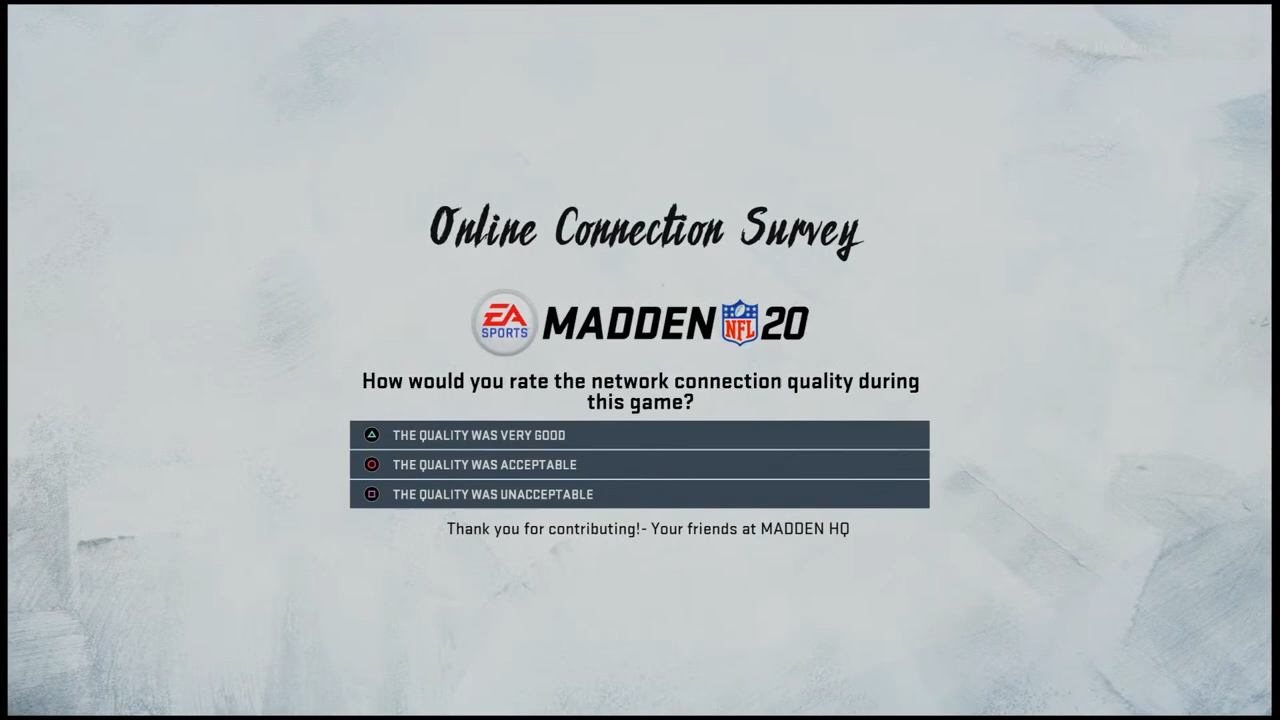 Online Connection Survey
EA SPORTS MADDEN NFL 20
How would you rate the network connection quality during
this game?
THE QUALITY WAS VERY GOOD
THE QUALITY WAS ACCEPTABLE
THE QUALITY WAS UNACCEPTABLE
Thank you for contributing!- Your friends at MADDEN HQ